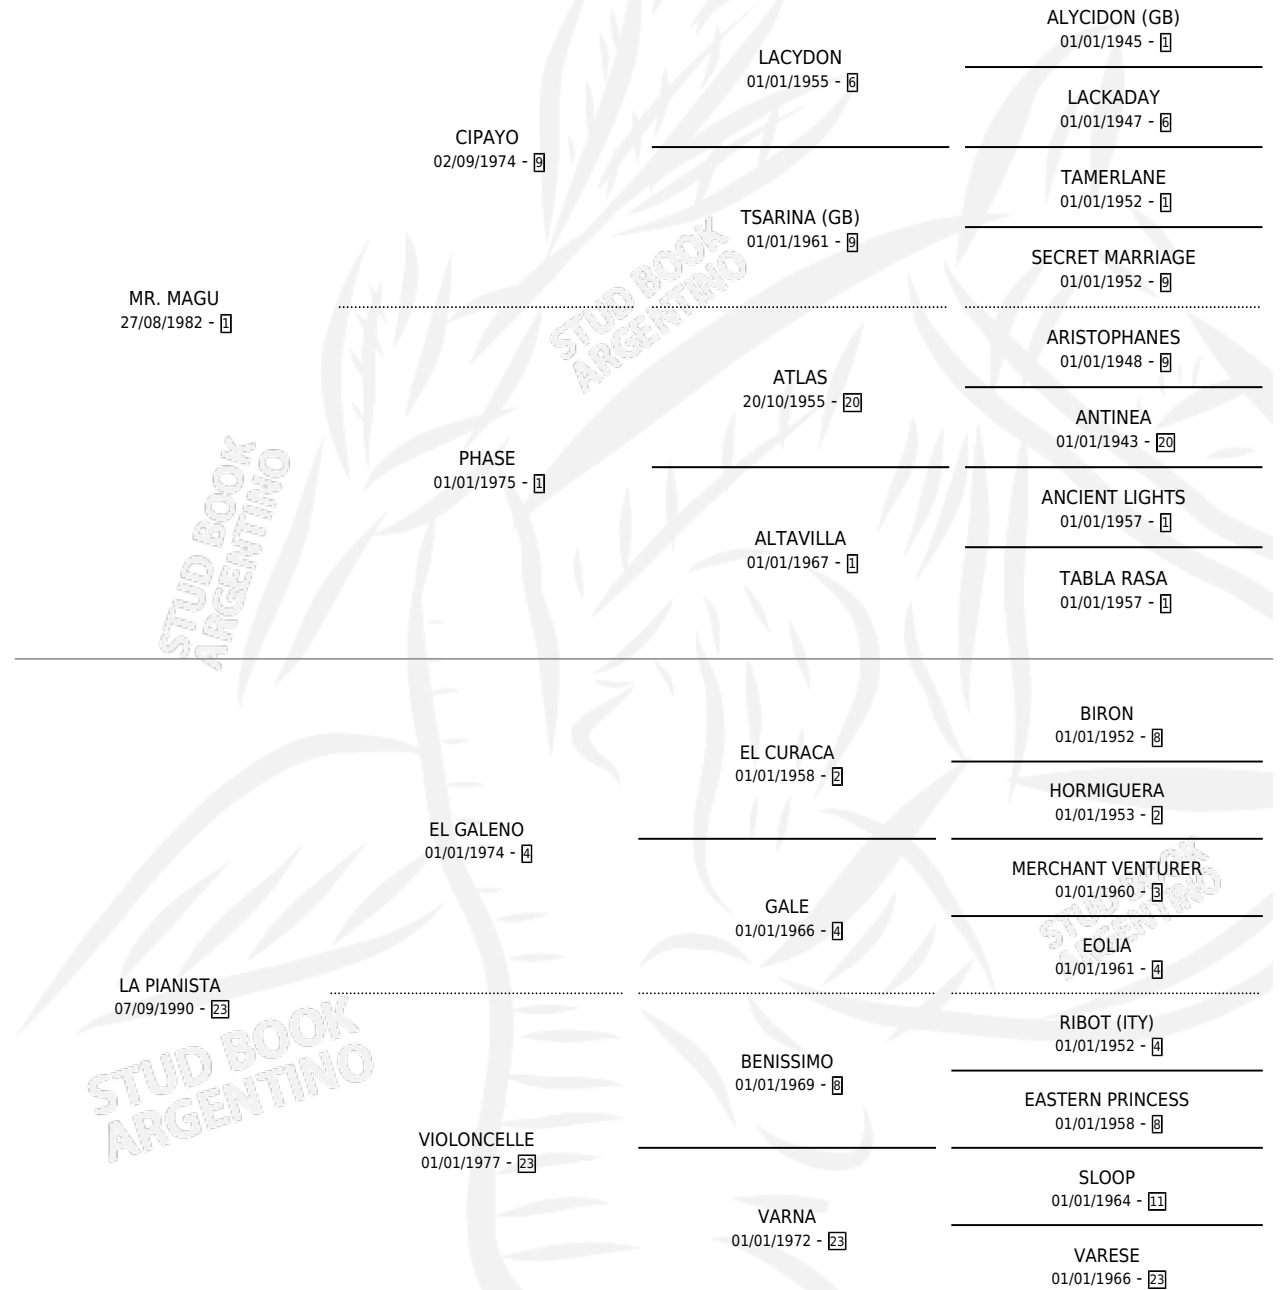 ALYCIDON (GB)
01/01/1945 - 1
LACYDON
01/01/1955 - 6
LACKADAY
01/01/1947 - 6
CIPAYO
02/09/1974 - 9
TAMERLANE
01/01/1952 - 1
TSARINA (GB)
01/01/1961 - 9
SECRET MARRIAGE
01/01/1952 - 9
MR. MAGU
27/08/1982 - 1
ARISTOPHANES
01/01/1948 - 9
ATLAS
20/10/1955 - 20
ANTINEA
01/01/1943 - 20
PHASE
01/01/1975 - 1
ANCIENT LIGHTS
01/01/1957 - 1
ALTAVILLA
01/01/1967 - 1
TABLA RASA
01/01/1957 - 1
BIRON
01/01/1952 - 8
EL CURACA
01/01/1958 - 2
HORMIGUERA
01/01/1953 - 2
EL GALENO
01/01/1974 - 4
MERCHANT VENTURER
01/01/1960 - 3
GALE
01/01/1966 - 4
EOLIA
01/01/1961 - 4
LA PIANISTA
07/09/1990 - 23
RIBOT (ITY)
01/01/1952 - 4
BENISSIMO
01/01/1969 - 8
EASTERN PRINCESS
01/01/1958 - 8
VIOLONCELLE
01/01/1977 - 23
SLOOP
01/01/1964 - 11
VARNA
01/01/1972 - 23
VARESE
01/01/1966 - 23
STUD BOOK
ARGENTINO
STUD BOOK
ARGENTINO
STUD BOOK
ARGENTINO
STUD BOOK
ARGENTINO